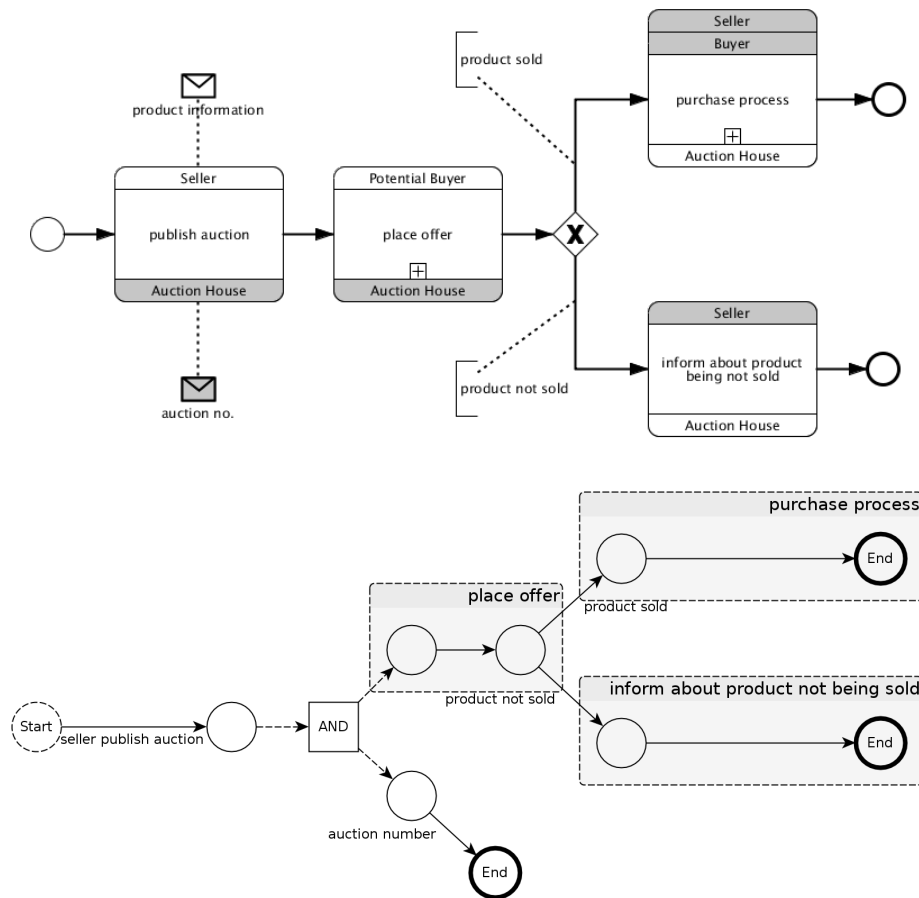 Seller
Buyer
product sold
purchase process
product information
Auction House
Seller
Potential Buyer
publish auction
place offer
X
Auction House
Auction House
Seller
inform about product
being not sold
product not sold
auction no.
Auction House
purchase process
End
place offer
product sold
inform about product not being sold
product not sold
Start
seller publish auction
AND
End
auction number
End